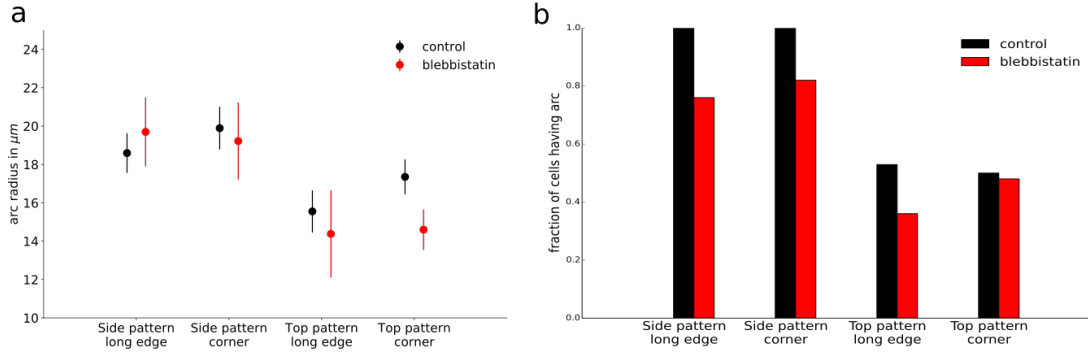 a
arc radius in μm
24
22
20
18
16
14
12
10
control
blebbistatin
Side pattern
long edge
Side pattern
corner
Top pattern
long edge
Top pattern
corner
b
fraction of cells having arc
1.0
0.8
0.6
0.4
0.2
0.0
control
blebbistatin
Side pattern
long edge
Side pattern
corner
Top pattern
long edge
Top pattern
corner